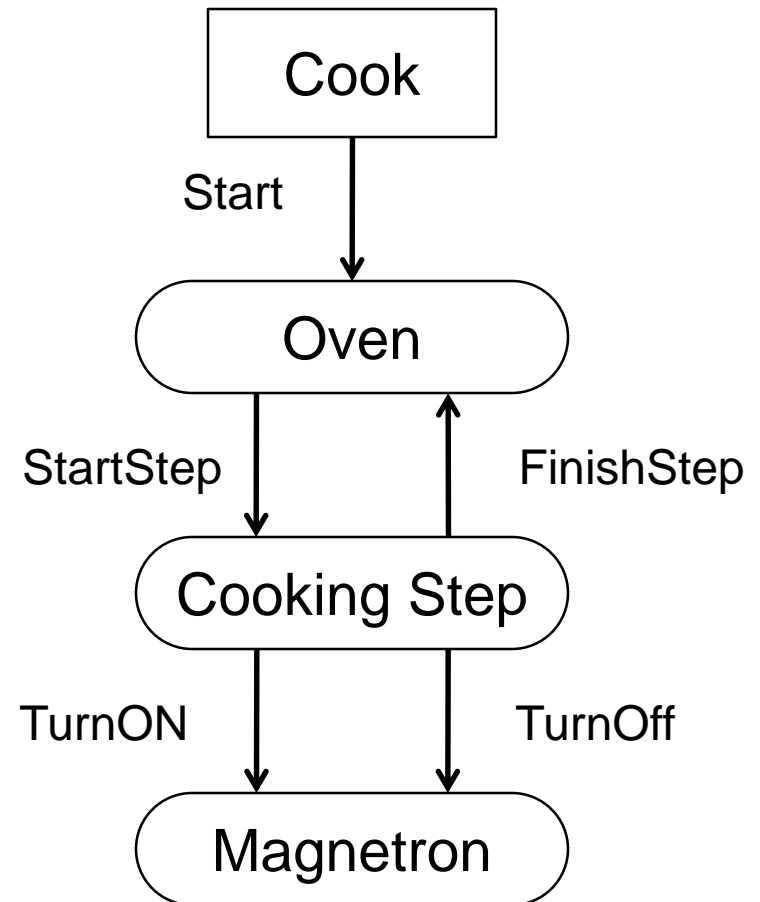 Cook
Start
Oven
StartStep
FinishStep
Cooking Step
TurnON
TurnOff
Magnetron